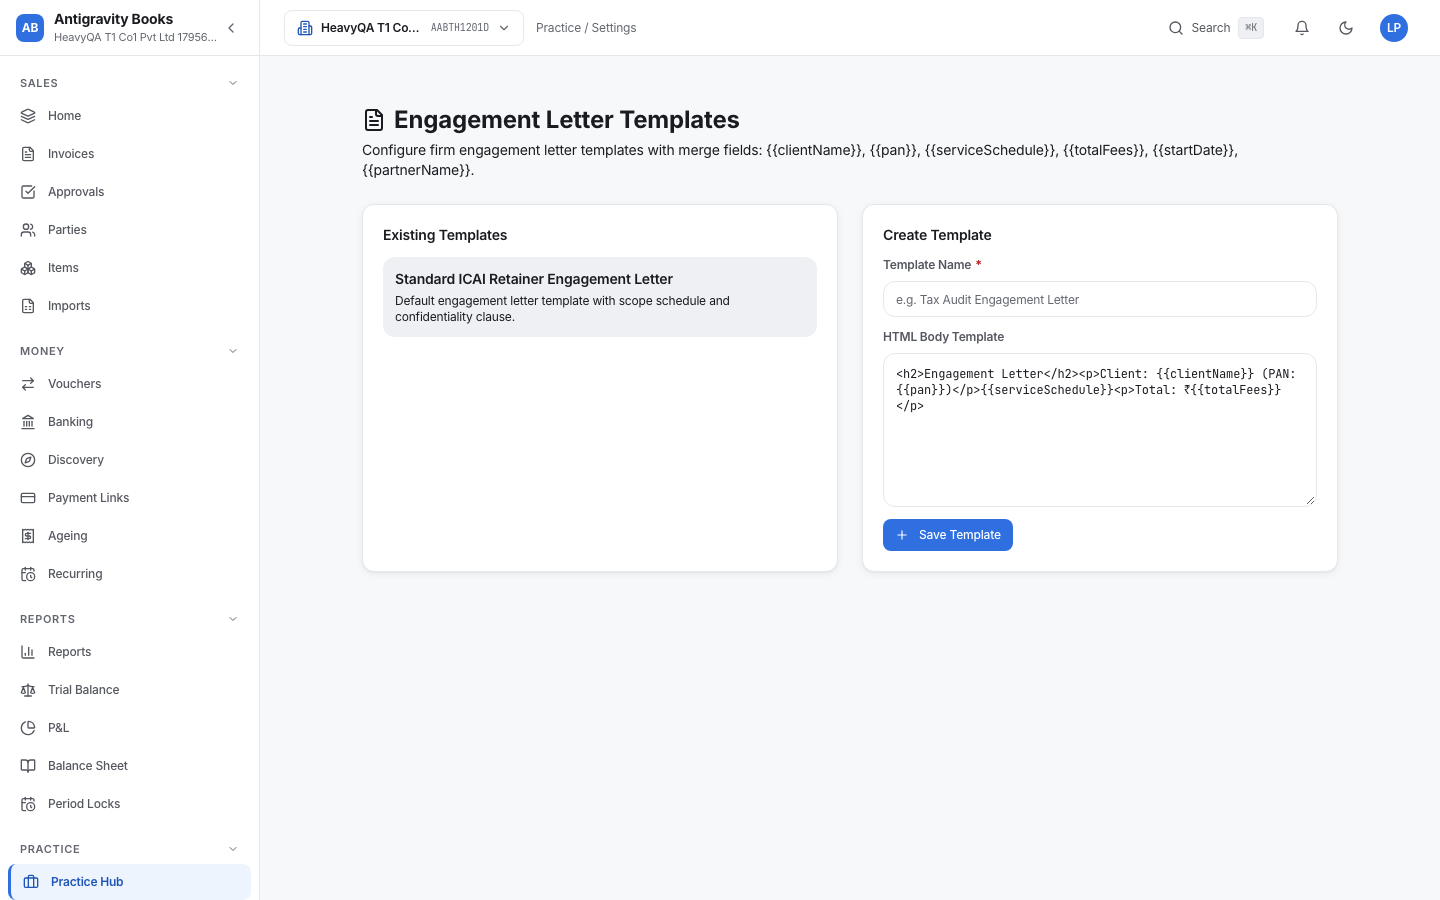 AB
Antigravity Books
HeavyQA T1 Co1 Pvt Ltd 17956...
HeavyQA T1 Co...
AABTH1201D
Practice / Settings
Search
⌘K
LP
SALES
Home
Invoices
Approvals
Parties
Items
Imports
MONEY
Vouchers
Banking
Discovery
Payment Links
Ageing
Recurring
REPORTS
Reports
Trial Balance
P&L
Balance Sheet
Period Locks
PRACTICE
Practice Hub
Engagement Letter Templates
Configure firm engagement letter templates with merge fields: {{clientName}}, {{pan}}, {{serviceSchedule}}, {{totalFees}}, {{startDate}},
{{partnerName}}.
Existing Templates
Standard ICAI Retainer Engagement Letter
Default engagement letter template with scope schedule and
confidentiality clause.
Create Template
Template Name *
e.g. Tax Audit Engagement Letter
HTML Body Template
<h2>Engagement Letter</h2><p>Client: {{clientName}} (PAN:
{{pan}})</p>{{serviceSchedule}}<p>Total: ₹{{totalFees}}
</p>
Save Template